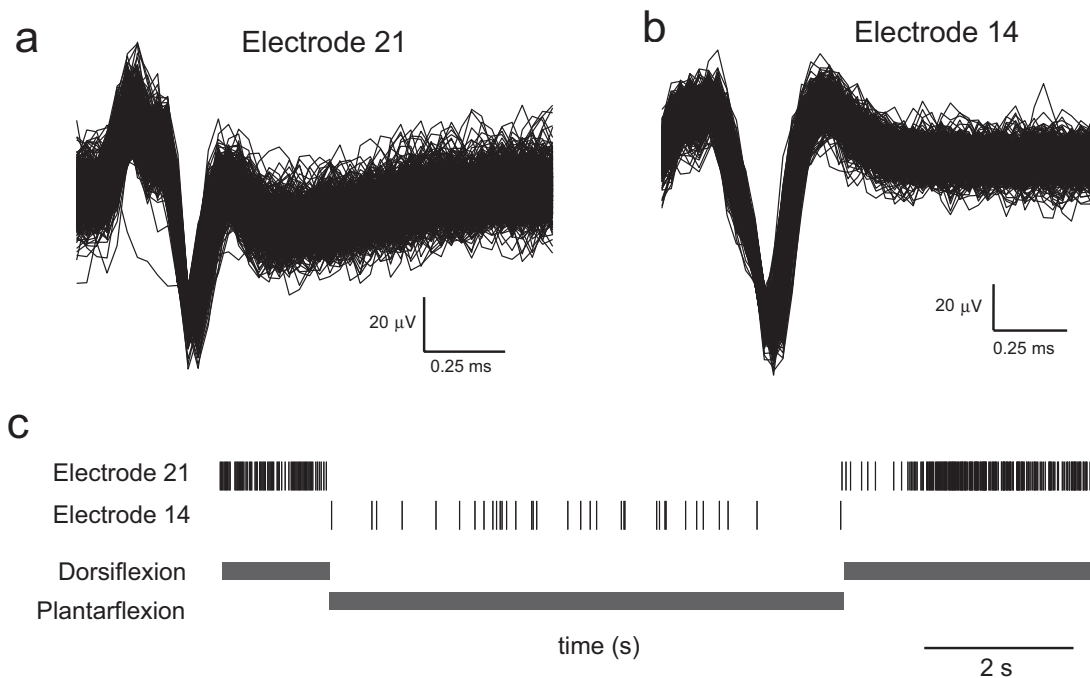 a
Electrode 21
b
Electrode 14
20 μV
0.25 ms
20 μV
0.25 ms
c
Electrode 21
Electrode 14
Dorsiflexion
Plantarflexion
time (s)
2 s